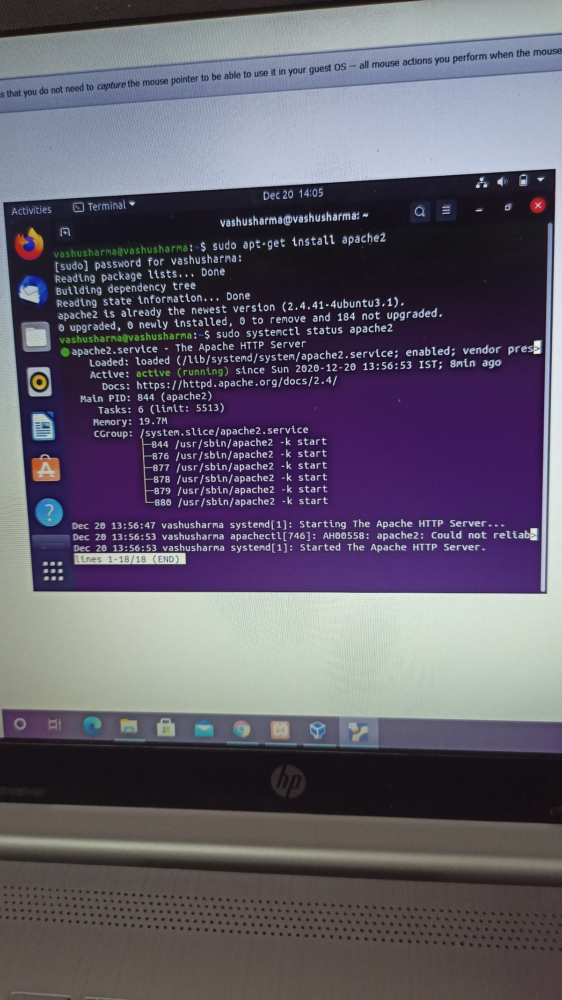 s that you do not need to capture the mouse pointer to be able to use it in your guest OS — all mouse actions you perform when the mouse
Activities Terminal Dec 20 14:05
vashusharma@vashusharma: ~
vashusharma@vashusharma:~$ sudo apt-get install apache2
[sudo] password for vashusharma:
Reading package lists... Done
Building dependency tree
Reading state information... Done
apache2 is already the newest version (2.4.41-4ubuntu3.1).
0 upgraded, 0 newly installed, 0 to remove and 184 not upgraded.
vashusharma@vashusharma:~$ sudo systemctl status apache2
● apache2.service - The Apache HTTP Server
Loaded: loaded (/lib/systemd/system/apache2.service; enabled; vendor pres>
Active: active (running) since Sun 2020-12-20 13:56:53 IST; 8min ago
Docs: https://httpd.apache.org/docs/2.4/
Main PID: 844 (apache2)
Tasks: 6 (limit: 5513)
Memory: 19.7M
CGroup: /system.slice/apache2.service
├─844 /usr/sbin/apache2 -k start
├─876 /usr/sbin/apache2 -k start
├─877 /usr/sbin/apache2 -k start
├─878 /usr/sbin/apache2 -k start
├─879 /usr/sbin/apache2 -k start
└─880 /usr/sbin/apache2 -k start
Dec 20 13:56:47 vashusharma systemd[1]: Starting The Apache HTTP Server...
Dec 20 13:56:53 vashusharma apachectl[746]: AH00558: apache2: Could not reliab>
Dec 20 13:56:53 vashusharma systemd[1]: Started The Apache HTTP Server.
lines 1-18/18 (END)
hp